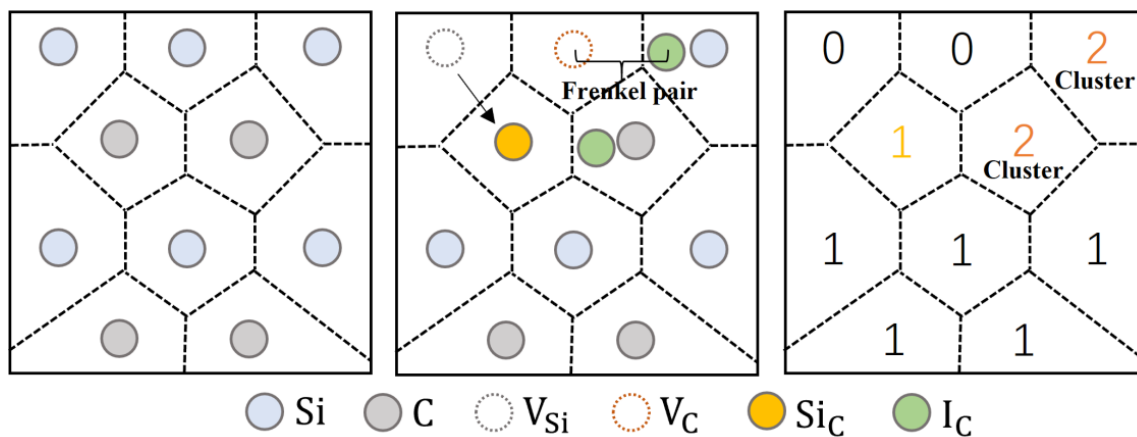 0 0 2
Cluster
Frenkel pair
1 2
Cluster
1 1 1
1 1
Si C V_Si V_C Si_C I_C